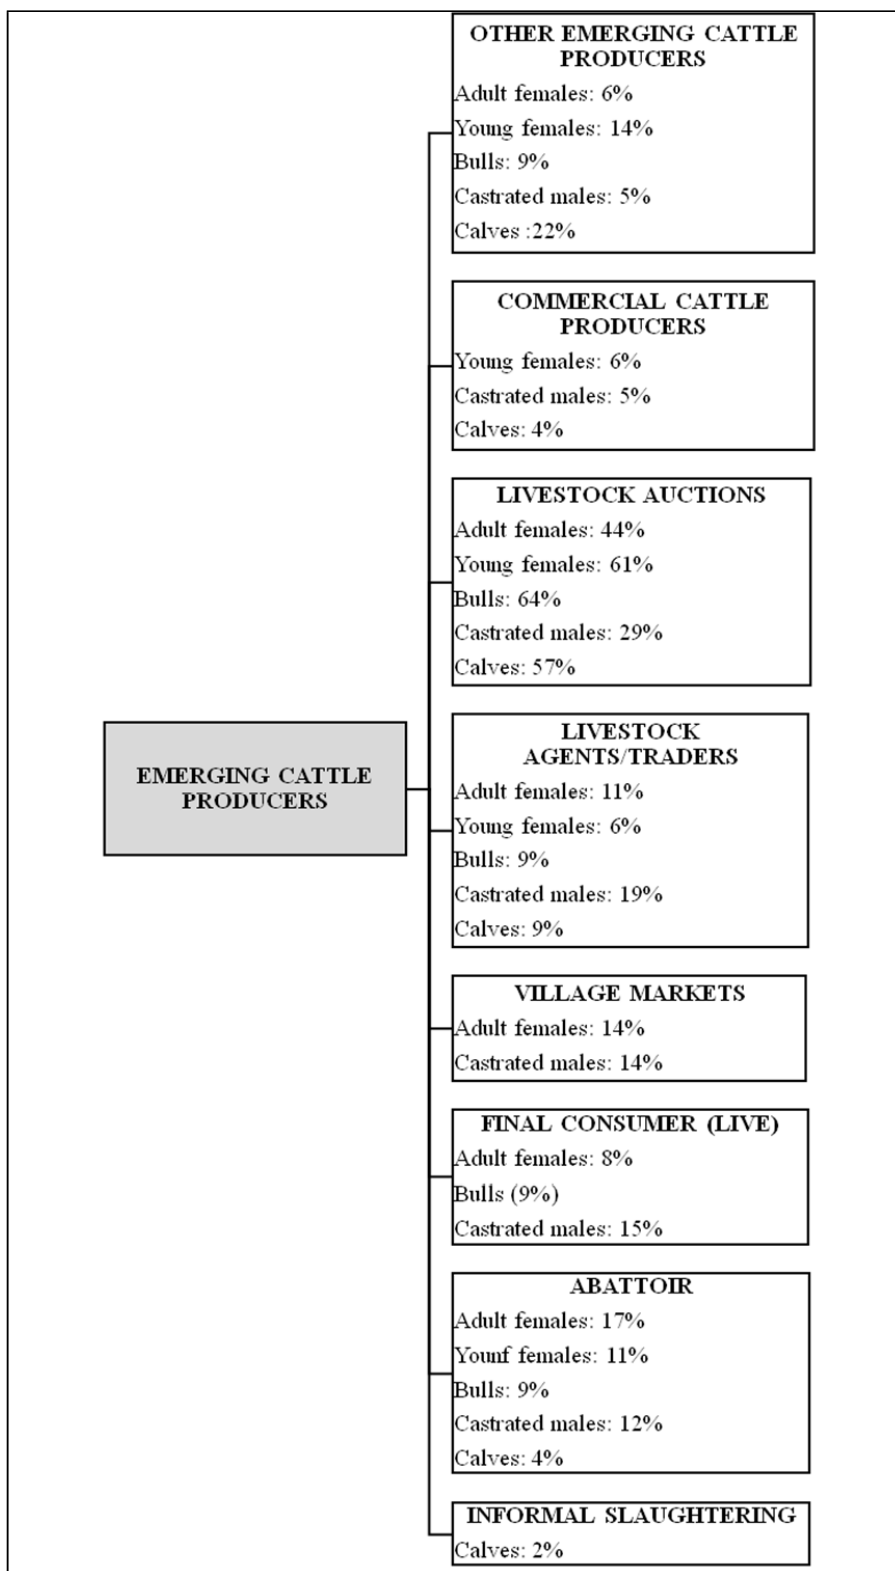 OTHER EMERGING CATTLE
PRODUCERS
Adult females: 6%
Young females: 14%
Bulls: 9%
Castrated males: 5%
Calves :22%
COMMERCIAL CATTLE
PRODUCERS
Young females: 6%
Castrated males: 5%
Calves: 4%
LIVESTOCK AUCTIONS
Adult females: 44%
Young females: 61%
Bulls: 64%
Castrated males: 29%
Calves: 57%
EMERGING CATTLE
PRODUCERS
LIVESTOCK
AGENTS/TRADERS
Adult females: 11%
Young females: 6%
Bulls: 9%
Castrated males: 19%
Calves: 9%
VILLAGE MARKETS
Adult females: 14%
Castrated males: 14%
FINAL CONSUMER (LIVE)
Adult females: 8%
Bulls (9%)
Castrated males: 15%
ABATTOIR
Adult females: 17%
Younf females: 11%
Bulls: 9%
Castrated males: 12%
Calves: 4%
INFORMAL SLAUGHTERING
Calves: 2%